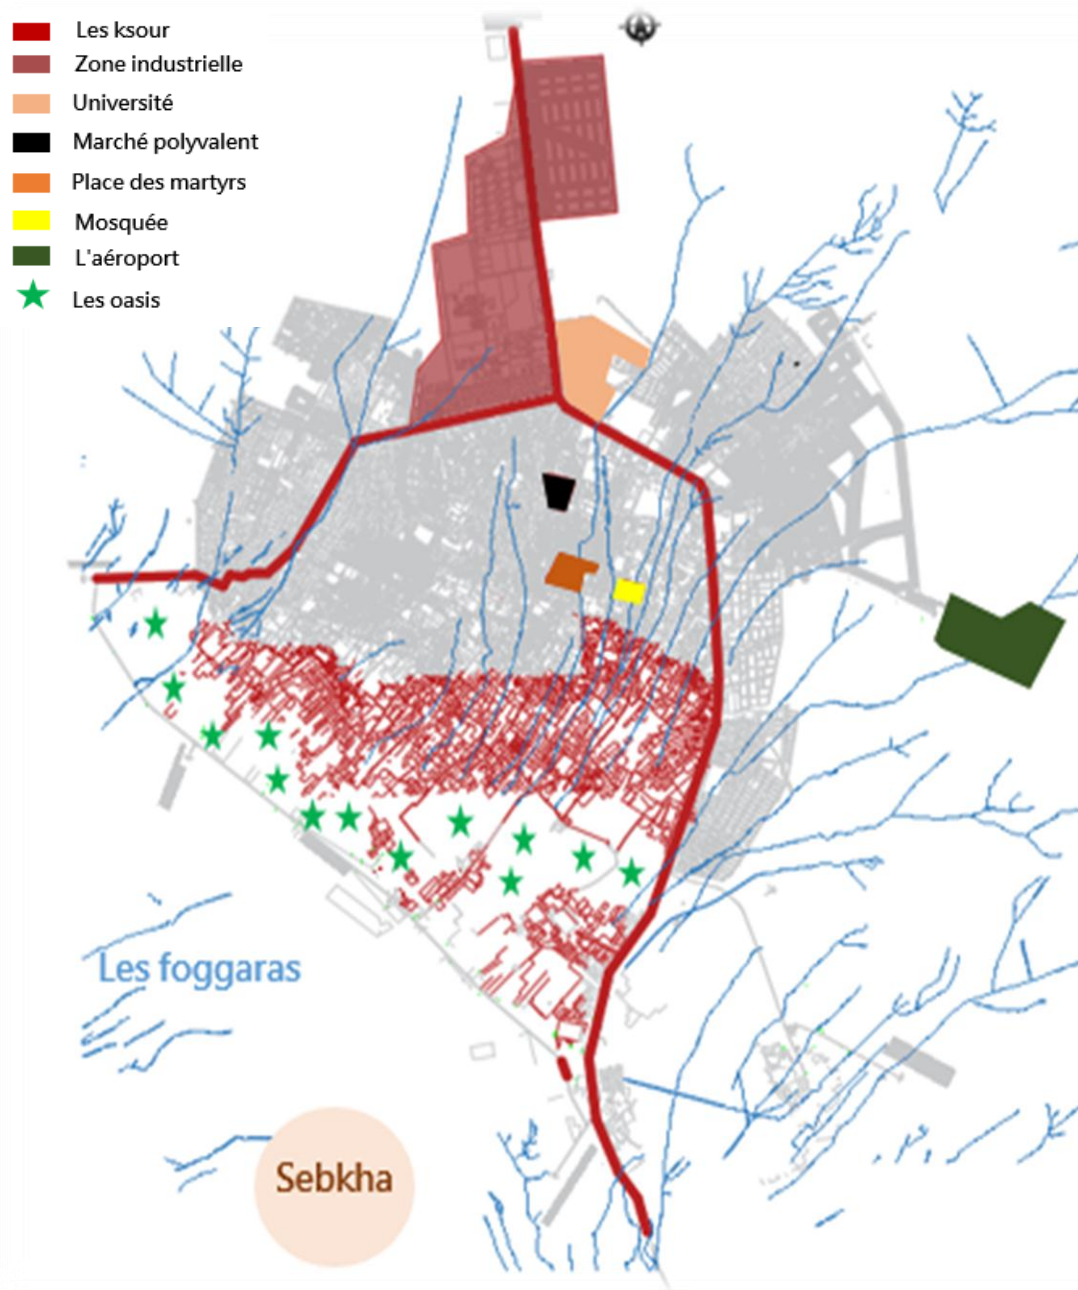 Les ksour
Zone industrielle
Université
Marché polyvalent
Place des martyrs
Mosquée
L'aéroport
Les oasis
Les foggaras
Sebkha